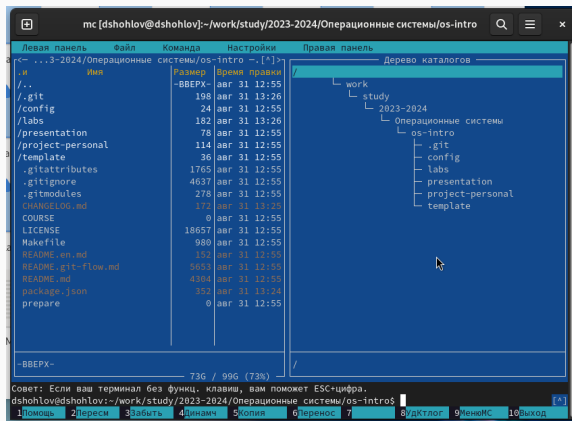 mc [dshohlov@dshohlov]:~/work/study/2023-2024/Операционные системы/os-intro
Левая панель Файл Команда Настройки Правая панель
<— ...3-2024/Операционные системы/os-intro —.[^]>
.и Имя Размер Время правки
/.. -ВВЕРХ- авг 31 12:55
/.git 198 авг 31 13:26
/config 24 авг 31 12:55
/labs 182 авг 31 13:26
/presentation 78 авг 31 12:55
/project-personal 114 авг 31 12:55
/template 36 авг 31 12:55
.gitattributes 1765 авг 31 12:55
.gitignore 4637 авг 31 12:55
.gitmodules 278 авг 31 12:55
CHANGELOG.md 172 авг 31 13:25
COURSE 0 авг 31 12:55
LICENSE 18657 авг 31 12:55
Makefile 980 авг 31 12:55
README.en.md 152 авг 31 12:55
README.git-flow.md 5653 авг 31 12:55
README.md 4304 авг 31 12:55
package.json 352 авг 31 13:24
prepare 0 авг 31 12:55
-ВВЕРХ-
73G / 99G (73%)
Дерево каталогов
/
work
study
2023-2024
Операционные системы
os-intro
.git
config
labs
presentation
project-personal
template
/
Совет: Если ваш терминал без функц. клавиш, вам поможет ESC+цифра.
dshohlov@dshohlov:~/work/study/2023-2024/Операционные системы/os-intro$ [^]
1Помощь 2Пересм 3Забыть 4Динамч 5Копия 6Перенос 7 8УдКтлог 9МенюMC 10Выход